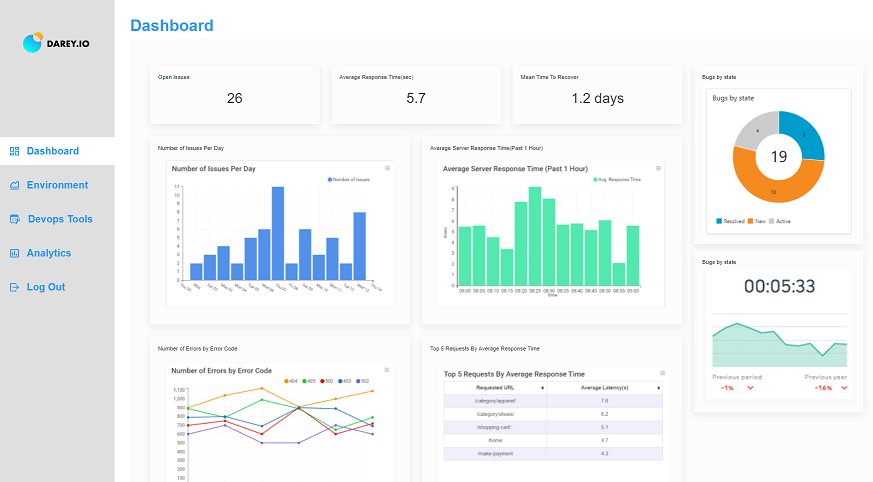 DAREY.IO
Dashboard
Environment
Devops Tools
Analytics
Log Out
Dashboard
Open Issues
26
Average Response Time(sec)
5.7
Mean Time To Recover
1.2 days
Number of Issues Per Day
Number of Issues Per Day
Number of Issues
11
10
9
8
7
6
5
4
3
2
1
0
Average Server Response Time(Past 1 Hour)
Average Server Response Time (Past 1 Hour)
Avg. Response Time
9
8
7
6
5
4
3
2
1
0
08:00 08:05 08:10 08:15 08:20 08:25 08:30 08:35 08:40 08:45 08:50 08:55 09:00
time
Bugs by state
Bugs by state
4
5
19
10
Resolved New Active
Bugs by state
00:05:33
Previous period
-1%
Previous year
-16%
Number of Errors by Error Code
Number of Errors by Error Code
404 405 500 403 502
1,100
1,000
900
800
700
600
500
400
300
200
100
Top 5 Requests By Average Response Time
Top 5 Requests By Average Response Time
Requested URL Average Latency(s)
/category/apparel/ 7.6
/category/shoes/ 6.2
/shopping-cart/. 5.1
/home 4.7
/make-payment 4.3